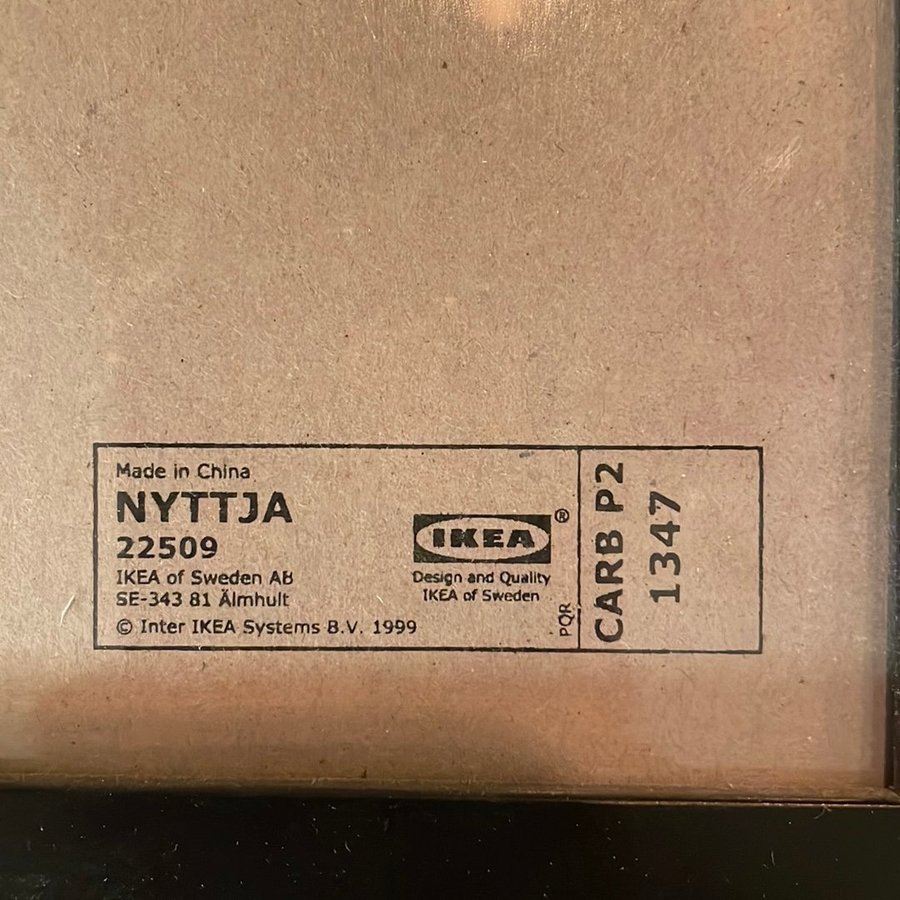 Made in China
NYTTJA
22509
IKEA of Sweden AB
SE-343 81 Älmhult
© Inter IKEA Systems B.V. 1999
IKEA®
Design and Quality
IKEA of Sweden
PQR
CARB P2
1347